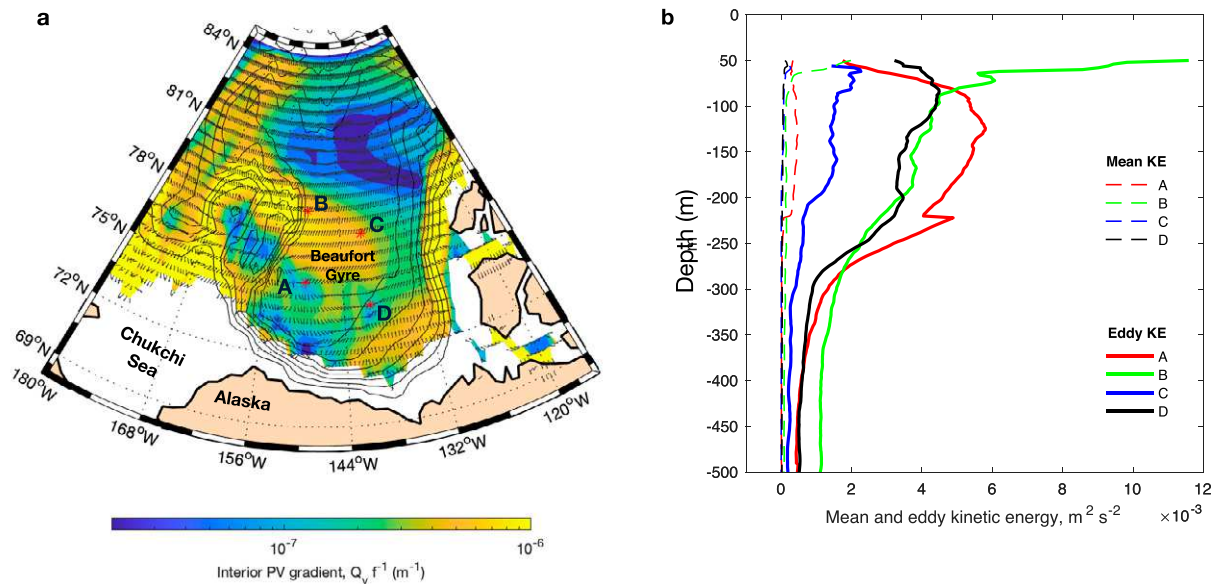 a
84°N
81°N
78°N
75°N
72°N
69°N
180°W
168°W
156°W
144°W
132°W
120°W
B
C
Beaufort
Gyre
A
D
Chukchi
Sea
Alaska
10⁻⁷
10⁻⁶
Interior PV gradient, Qy f⁻¹ (m⁻¹)
b
0
50
-100
-150
-200
-250
-300
-350
-400
-450
-500
Depth (m)
Mean KE
A
B
C
D
Eddy KE
A
B
C
D
0
2
4
6
8
10
12
×10⁻³
Mean and eddy kinetic energy, m² s⁻²